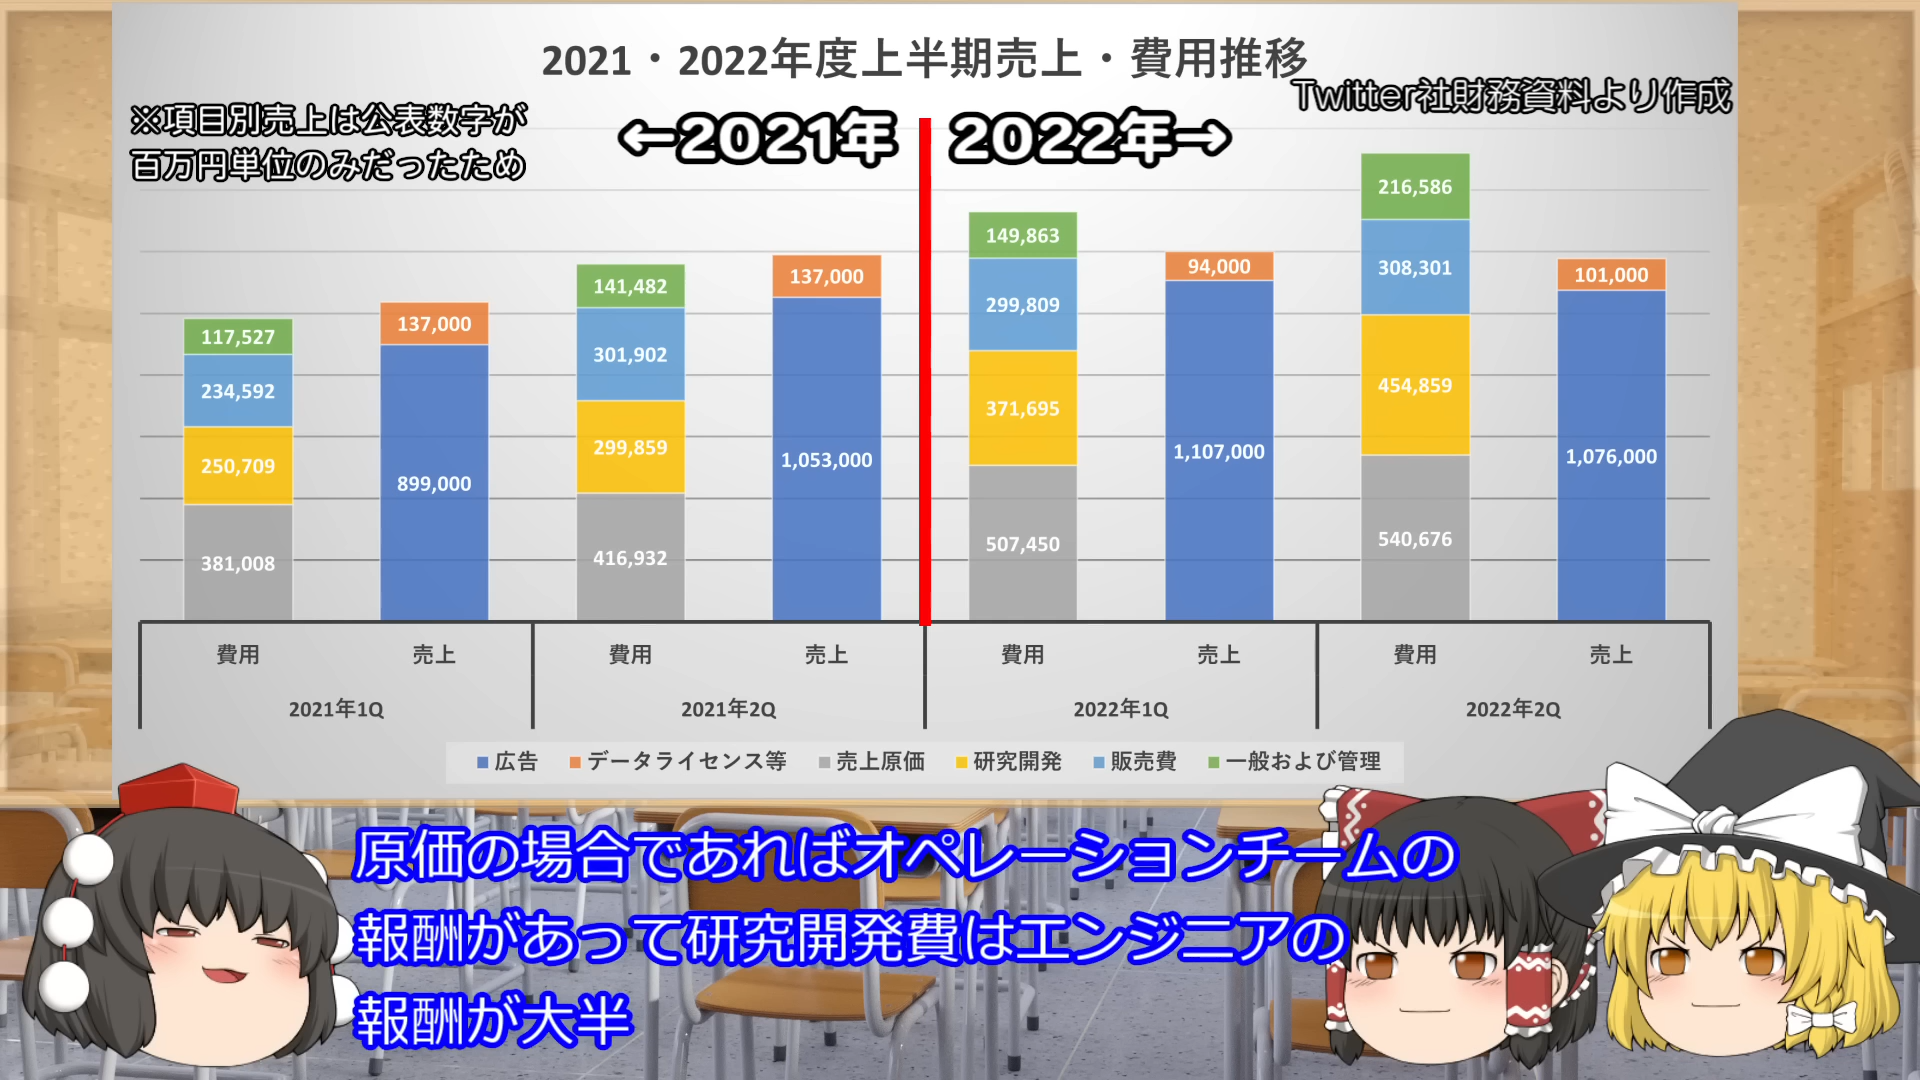 2021・2022年度上半期売上・費用推移
Twitter社財務資料より作成
※項目別売上は公表数字が
百万円単位のみだったため
←2021年
2022年→
117,527
234,592
250,709
381,008
137,000
899,000
141,482
301,902
299,859
416,932
137,000
1,053,000
149,863
299,809
371,695
507,450
94,000
1,107,000
216,586
308,301
454,859
540,676
101,000
1,076,000
費用 売上 費用 売上 費用 売上 費用 売上
2021年1Q 2021年2Q 2022年1Q 2022年2Q
広告 データライセンス等 売上原価 研究開発 販売費 一般および管理
原価の場合であればオペレーションチームの
報酬があって研究開発費はエンジニアの
報酬が大半